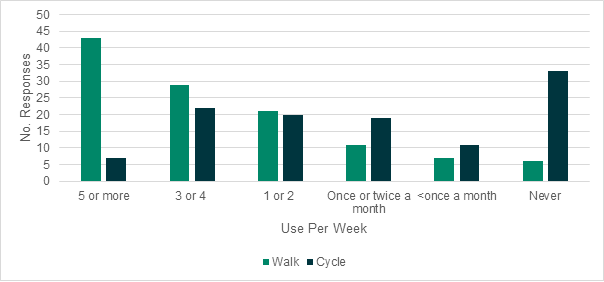 50
45
40
35
30
25
20
15
10
5
0
No. Responses
5 or more
3 or 4
1 or 2
Once or twice a
month
<once a month
Never
Use Per Week
Walk
Cycle